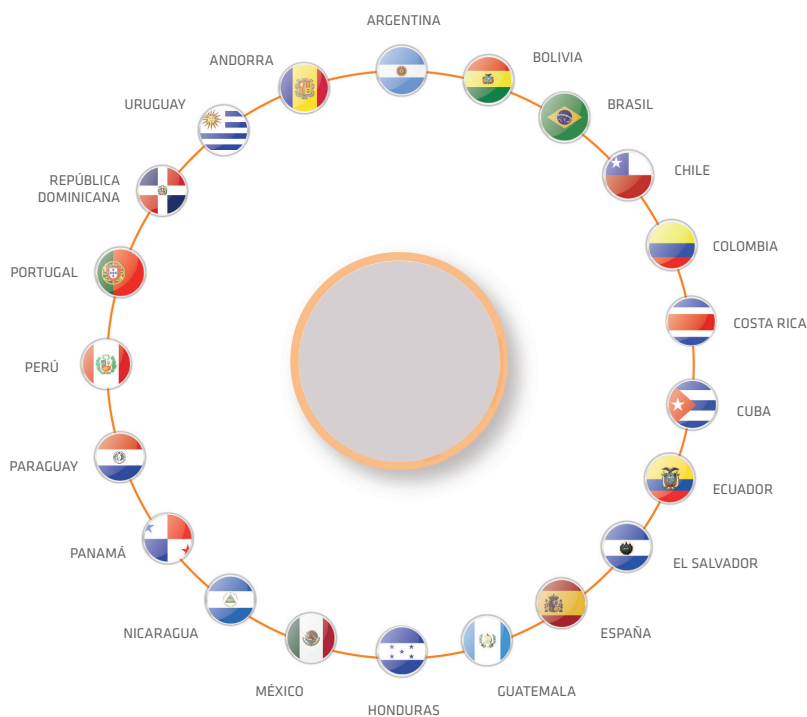 ARGENTINA
BOLIVIA
BRASIL
CHILE
COLOMBIA
COSTA RICA
CUBA
ECUADOR
EL SALVADOR
ESPAÑA
GUATEMALA
HONDURAS
MÉXICO
NICARAGUA
PANAMÁ
PARAGUAY
PERÚ
PORTUGAL
REPÚBLICA
DOMINICANA
URUGUAY
ANDORRA